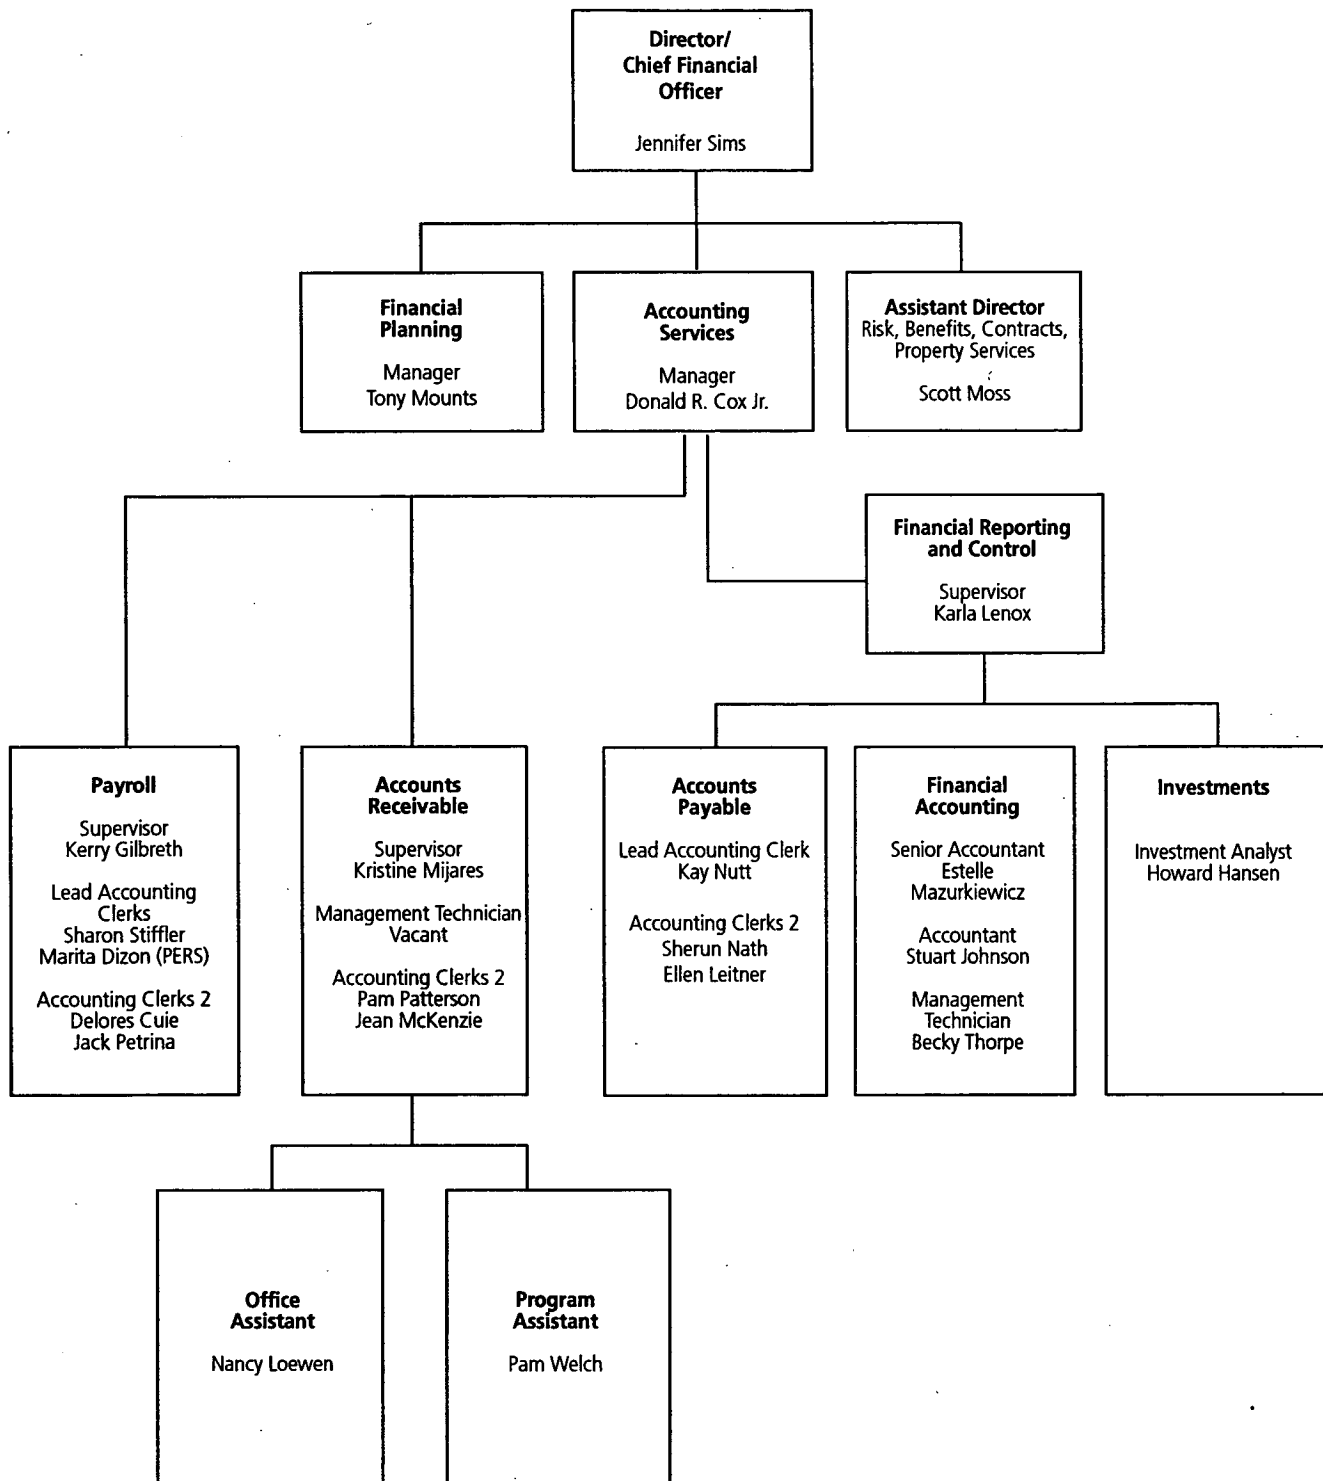 Director/
Chief Financial
Officer
Jennifer Sims
Financial
Planning
Manager
Tony Mounts
Accounting
Services
Manager
Donald R. Cox Jr.
Assistant Director
Risk, Benefits, Contracts,
Property Services
Scott Moss
Financial Reporting
and Control
Supervisor
Karla Lenox
Payroll
Supervisor
Kerry Gilbreth
Lead Accounting
Clerks
Sharon Stiffler
Marita Dizon (PERS)
Accounting Clerks 2
Delores Cuie
Jack Petrina
Accounts
Receivable
Supervisor
Kristine Mijares
Management Technician
Vacant
Accounting Clerks 2
Pam Patterson
Jean McKenzie
Accounts
Payable
Lead Accounting Clerk
Kay Nutt
Accounting Clerks 2
Sherun Nath
Ellen Leitner
Financial
Accounting
Senior Accountant
Estelle
Mazurkiewicz
Accountant
Stuart Johnson
Management
Technician
Becky Thorpe
Investments
Investment Analyst
Howard Hansen
Office
Assistant
Nancy Loewen
Program
Assistant
Pam Welch